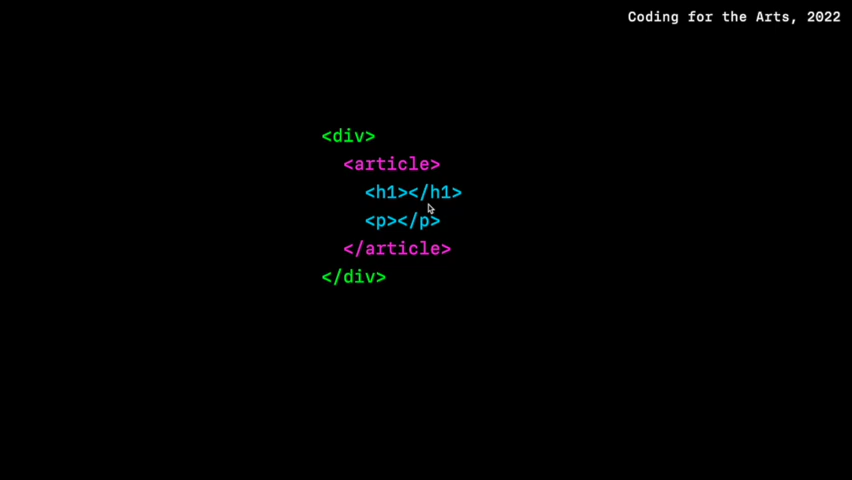 Coding for the Arts, 2022
<div>
<article>
<h1></h1>
<p></p>
</article>
</div>